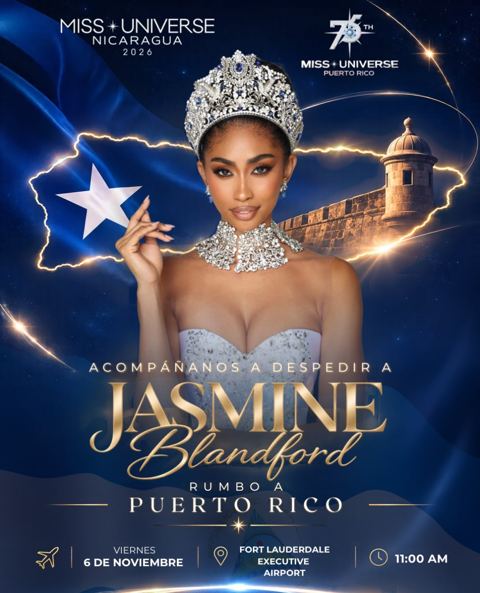 MISS UNIVERSE
NICARAGUA
2026
75TH
MISS UNIVERSE
PUERTO RICO
ACOMPÁÑANOS A DESPEDIR A
JASMINE
Blandford
RUMBO A
PUERTO RICO
VIERNES
6 DE NOVIEMBRE
FORT LAUDERDALE
EXECUTIVE
AIRPORT
11:00 AM